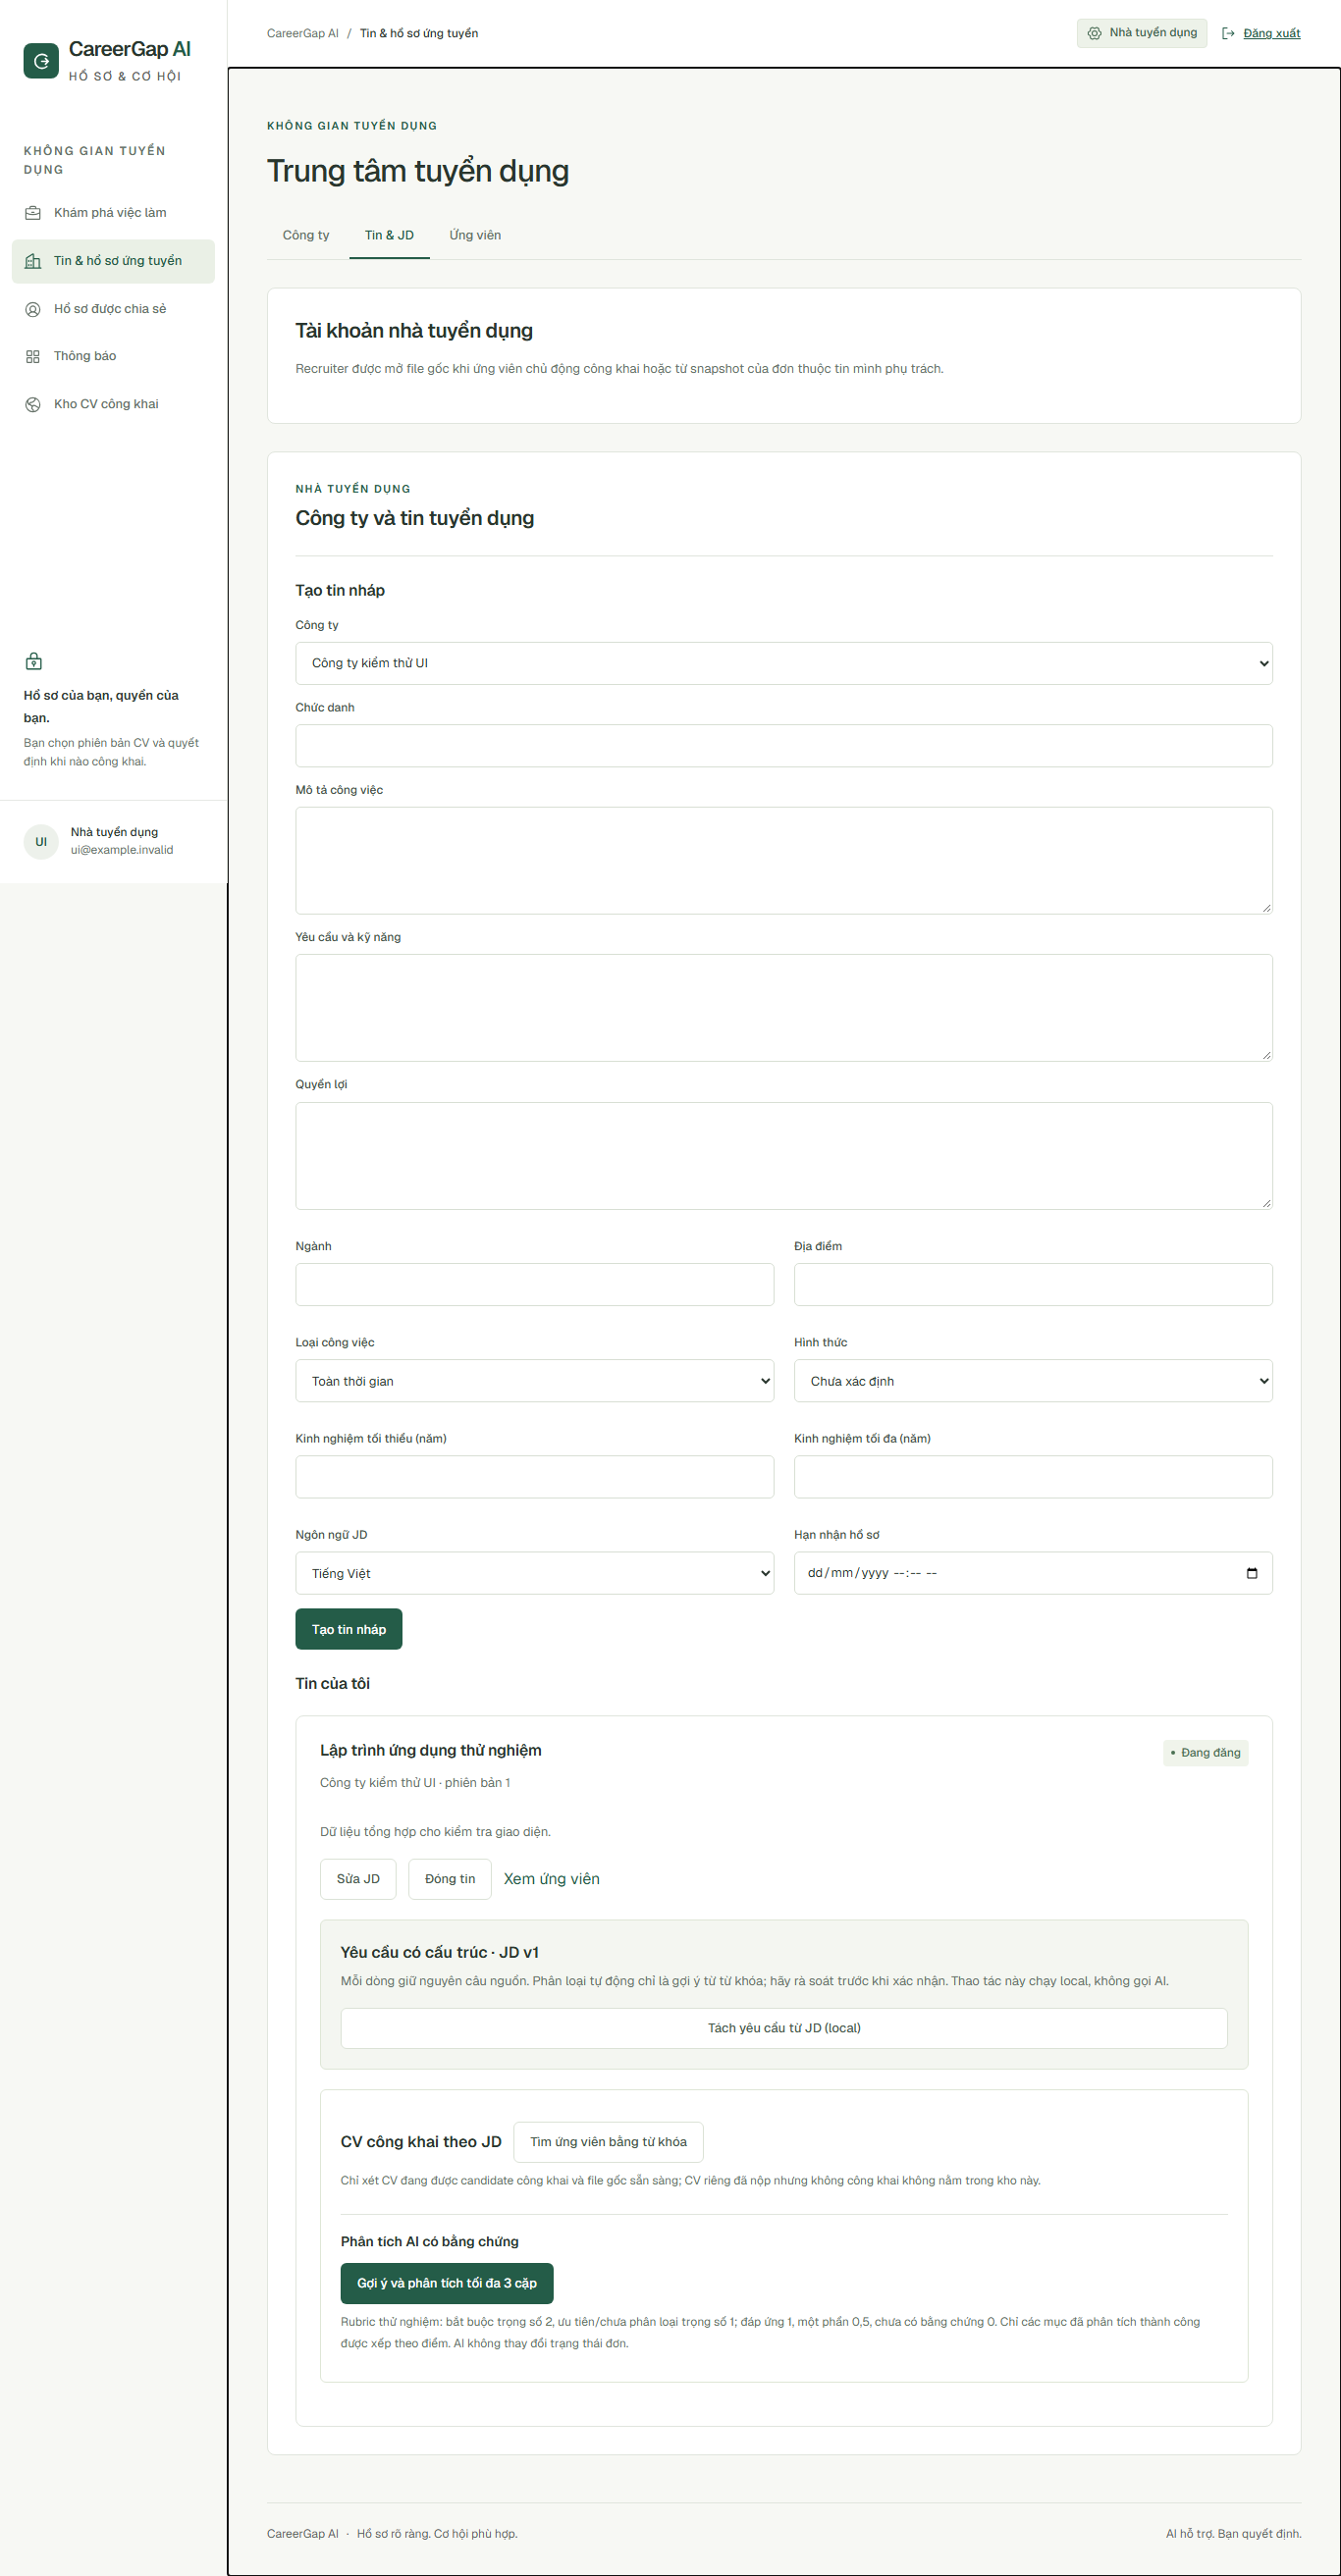 CareerGap AI
HỒ SƠ & CƠ HỘI
KHÔNG GIAN TUYỂN
DỤNG
Khám phá việc làm
Tin & hồ sơ ứng tuyển
Hồ sơ được chia sẻ
Thông báo
Kho CV công khai
Hồ sơ của bạn, quyền của
bạn.
Bạn chọn phiên bản CV và quyết
định khi nào công khai.
UI
Nhà tuyển dụng
ui@example.invalid
CareerGap AI / Tin & hồ sơ ứng tuyển
Nhà tuyển dụng
Đăng xuất
KHÔNG GIAN TUYỂN DỤNG
Trung tâm tuyển dụng
Công ty
Tin & JD
Ứng viên
Tài khoản nhà tuyển dụng
Recruiter được mở file gốc khi ứng viên chủ động công khai hoặc từ snapshot của đơn thuộc tin mình phụ trách.
NHÀ TUYỂN DỤNG
Công ty và tin tuyển dụng
Tạo tin nháp
Công ty
Công ty kiểm thử UI
Chức danh
Mô tả công việc
Yêu cầu và kỹ năng
Quyền lợi
Ngành
Địa điểm
Loại công việc
Hình thức
Toàn thời gian
Chưa xác định
Kinh nghiệm tối thiểu (năm)
Kinh nghiệm tối đa (năm)
Ngôn ngữ JD
Hạn nhận hồ sơ
Tiếng Việt
dd/mm/yyyy --:-- --
Tạo tin nháp
Tin của tôi
Lập trình ứng dụng thử nghiệm
• Đang đăng
Công ty kiểm thử UI · phiên bản 1
Dữ liệu tổng hợp cho kiểm tra giao diện.
Sửa JD
Đóng tin
Xem ứng viên
Yêu cầu có cấu trúc · JD v1
Mỗi dòng giữ nguyên câu nguồn. Phân loại tự động chỉ là gợi ý từ từ khóa; hãy rà soát trước khi xác nhận. Thao tác này chạy local, không gọi AI.
Tách yêu cầu từ JD (local)
CV công khai theo JD
Tìm ứng viên bằng từ khóa
Chỉ xét CV đang được candidate công khai và file gốc sẵn sàng; CV riêng đã nộp nhưng không công khai không nằm trong kho này.
Phân tích AI có bằng chứng
Gợi ý và phân tích tối đa 3 cặp
Rubric thử nghiệm: bắt buộc trọng số 2, ưu tiên/chưa phân loại trọng số 1; đáp ứng 1, một phần 0,5, chưa có bằng chứng 0. Chỉ các mục đã phân tích thành công
được xếp theo điểm. AI không thay đổi trạng thái đơn.
CareerGap AI · Hồ sơ rõ ràng. Cơ hội phù hợp.
AI hỗ trợ. Bạn quyết định.